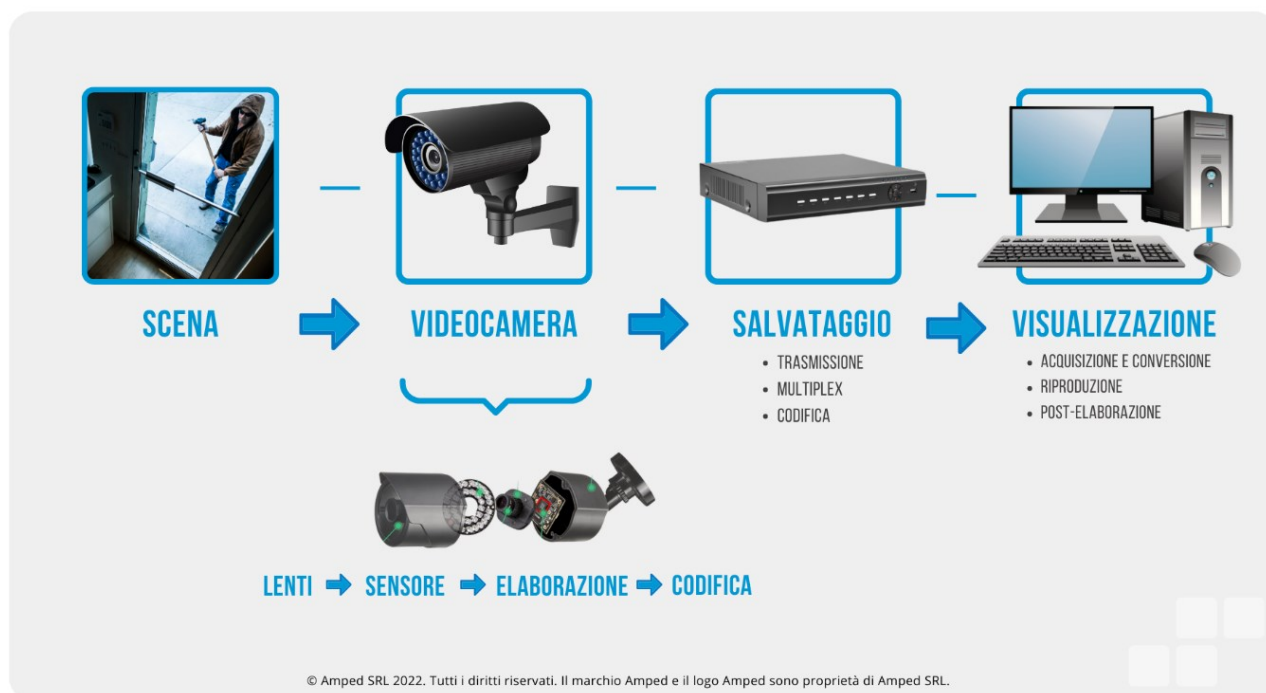 SCENA
VIDEOCAMERA
SALVATAGGIO
• TRASMISSIONE
• MULTIPLEX
• CODIFICA
VISUALIZZAZIONE
• ACQUISIZIONE E CONVERSIONE
• RIPRODUZIONE
• POST-ELABORAZIONE
LENTI
SENSORE
ELABORAZIONE
CODIFICA
© Amped SRL 2022. Tutti i diritti riservati. Il marchio Amped e il logo Amped sono proprietà di Amped SRL.